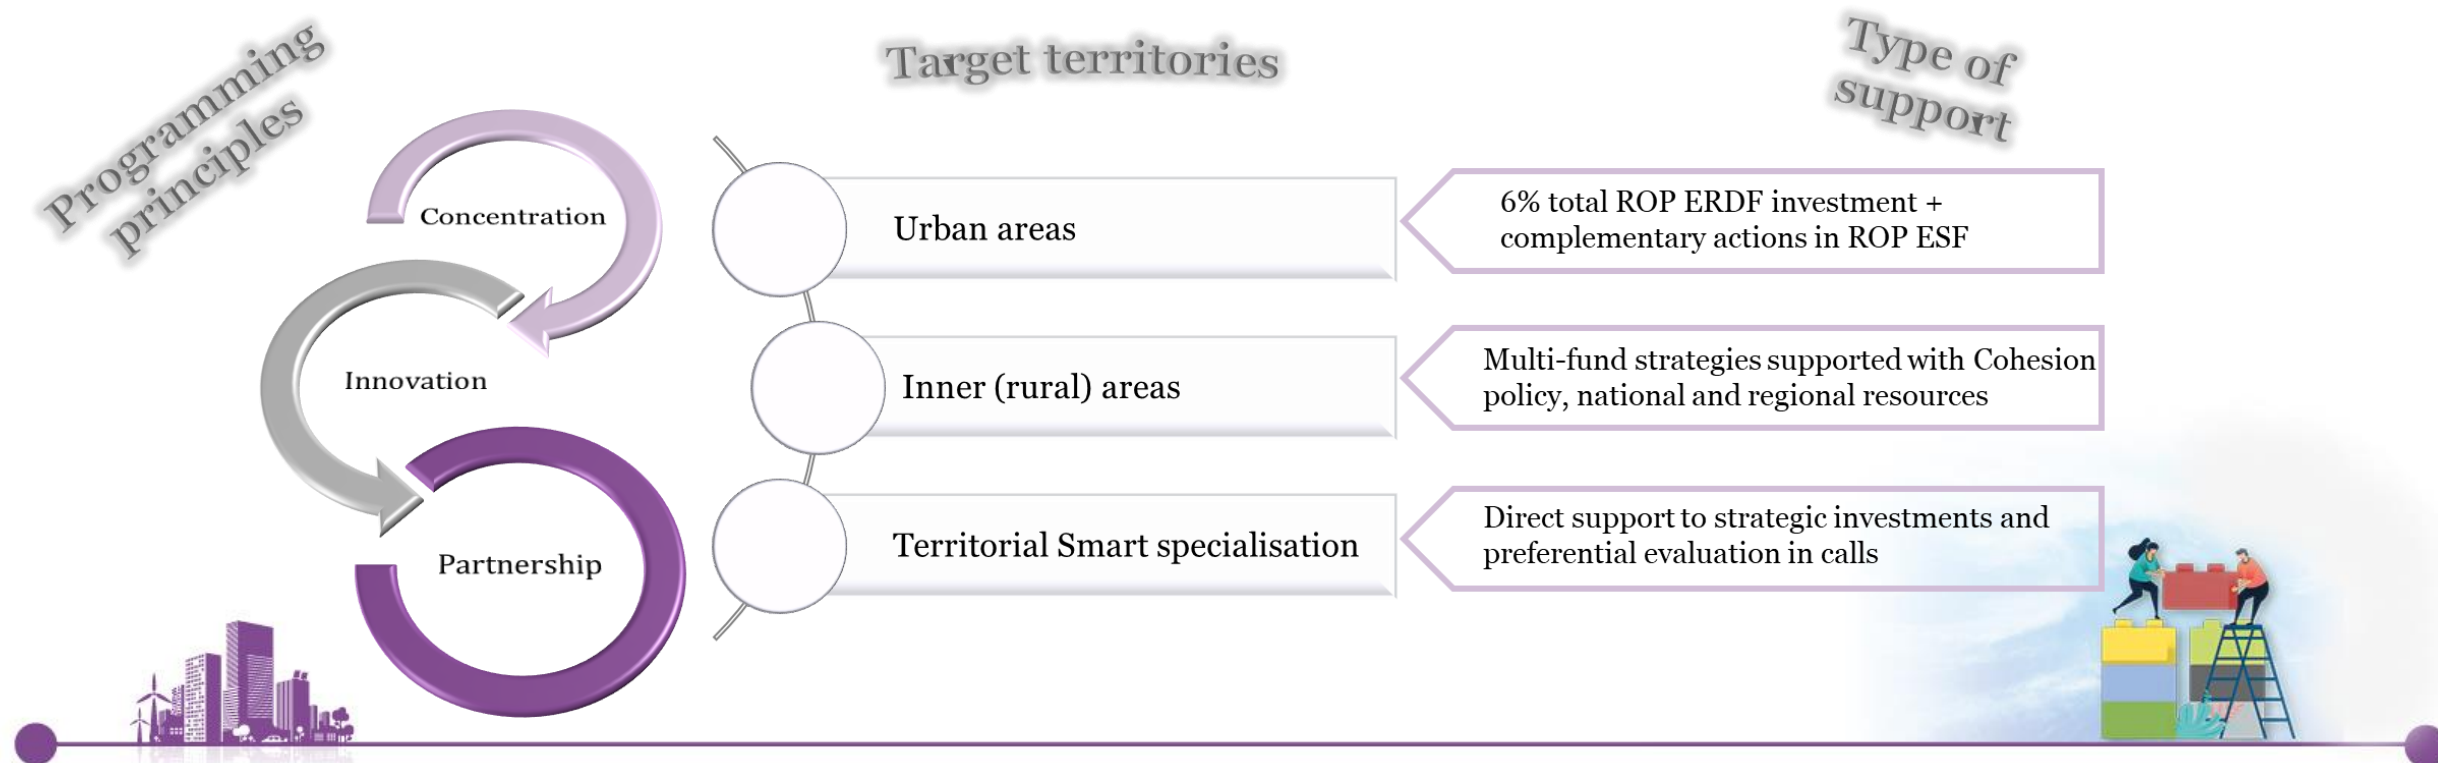 Programming
principles
Target territories
Type of
support
Concentration
Innovation
Partnership
Urban areas
6% total ROP ERDF investment +
complementary actions in ROP ESF
Inner (rural) areas
Multi-fund strategies supported with Cohesion
policy, national and regional resources
Territorial Smart specialisation
Direct support to strategic investments and
preferential evaluation in calls